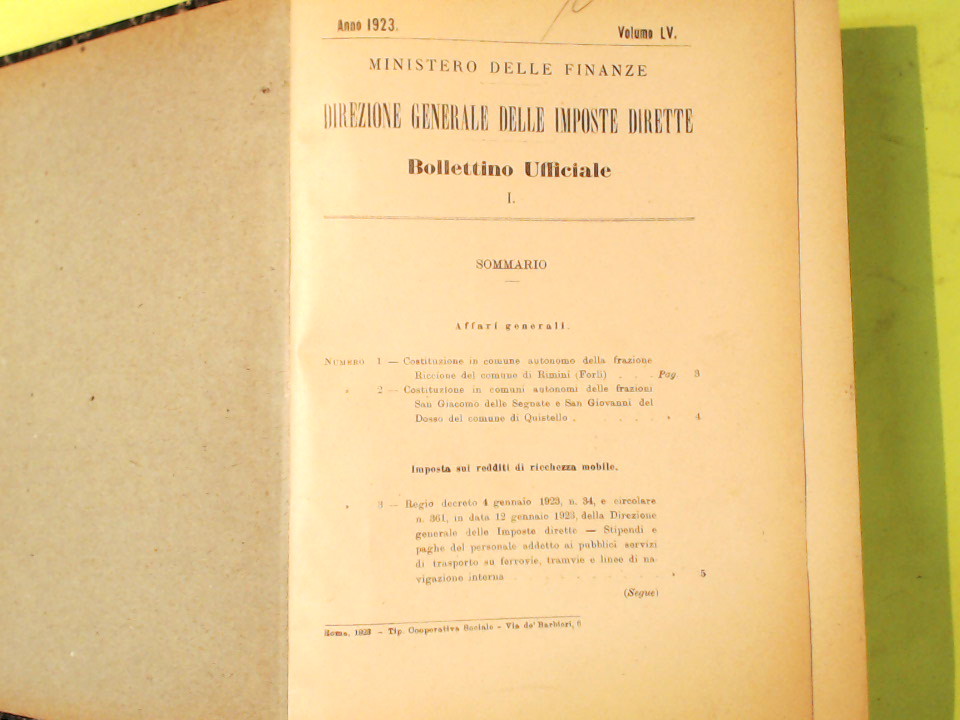 Anno 1923.
Volume LV.
MINISTERO DELLE FINANZE
DIREZIONE GENERALE DELLE IMPOSTE DIRETTE
Bollettino Ufficiale
I.
SOMMARIO
Affari generali.
NUMERO 1 — Costituzione in comune autonomo della frazione
Riccione del comune di Rimini (Forlì) . . . Pag. 3
» 2 — Costituzione in comuni autonomi delle frazioni
San Giacomo delle Segnate e San Giovanni del
Dosso del comune di Quistello . . . . . . » 4
Imposta sui redditi di ricchezza mobile.
» 3 — Regio decreto 4 gennaio 1923, n. 34, e circolare
n. 361, in data 12 gennaio 1923, della Direzione
generale delle Imposte dirette — Stipendi e
paghe del personale addetto ai pubblici servizi
di trasporto su ferrovie, tramvie e linee di na-
vigazione interna . . . . . . . . » 5
(Segue)
Roma, 1923 - Tip. Cooperativa Sociale - Via de' Barbieri, 6